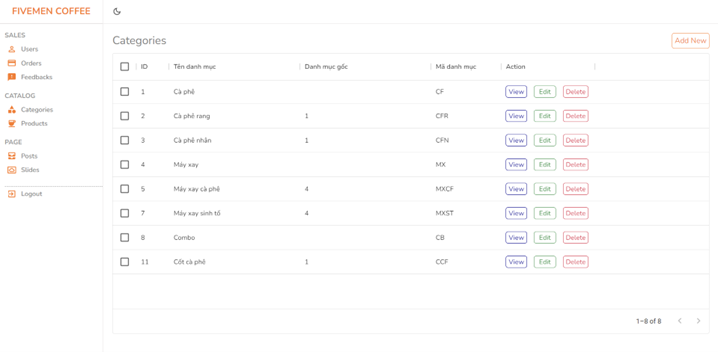 FIVEMEN COFFEE
SALES
Users
Orders
Feedbacks
CATALOG
Categories
Products
PAGE
Posts
Slides
Logout
Categories
Add New
ID Tên danh mục Danh mục gốc Mã danh mục Action
1 Cà phê CF View Edit Delete
2 Cà phê rang 1 CFR View Edit Delete
3 Cà phê nhân 1 CFN View Edit Delete
4 Máy xay MX View Edit Delete
5 Máy xay cà phê 4 MXCF View Edit Delete
7 Máy xay sinh tố 4 MXST View Edit Delete
8 Combo CB View Edit Delete
11 Cốt cà phê 1 CCF View Edit Delete
1–8 of 8